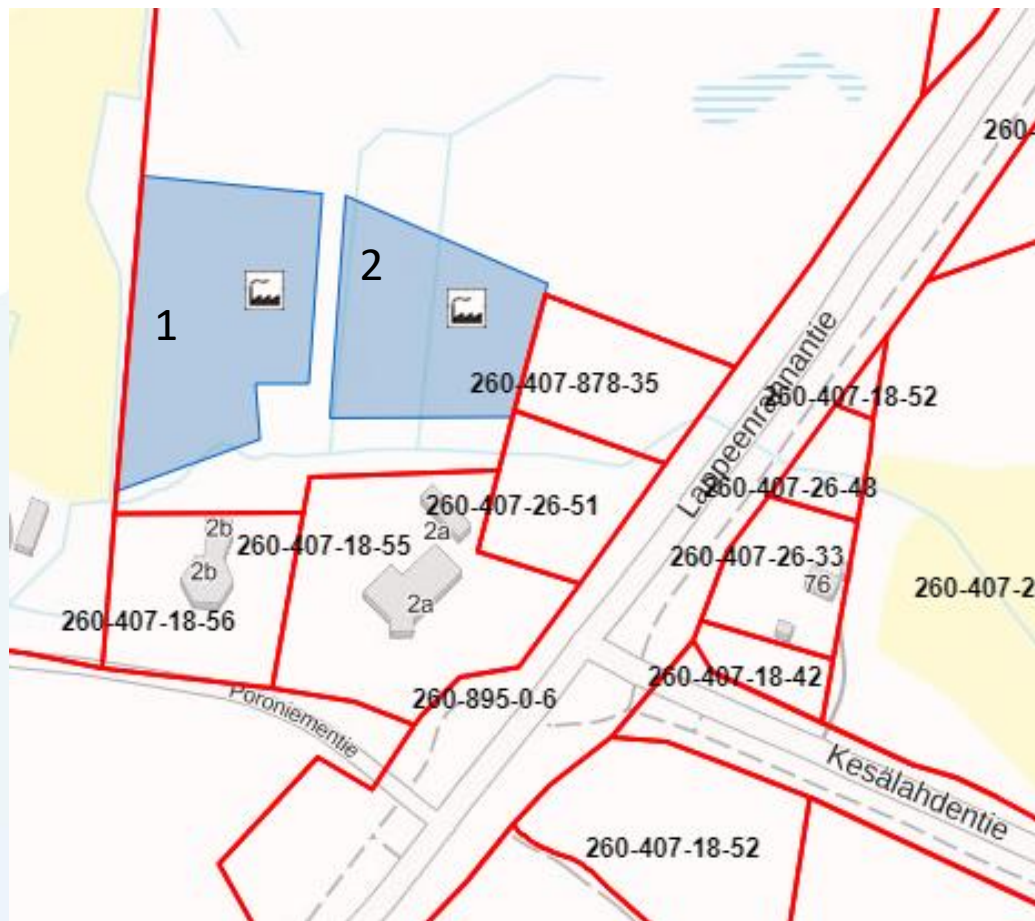 260-
2
1
260-407-878-35
Lappeenrannantie
260-407-18-52
260-407-26-48
260-407-26-51
2a
2b
260-407-18-55
2b
260-407-26-33
76
260-407-2
2a
260-407-18-56
260-407-18-42
Poroniementie
260-895-0-6
Kesälahdentie
260-407-18-52